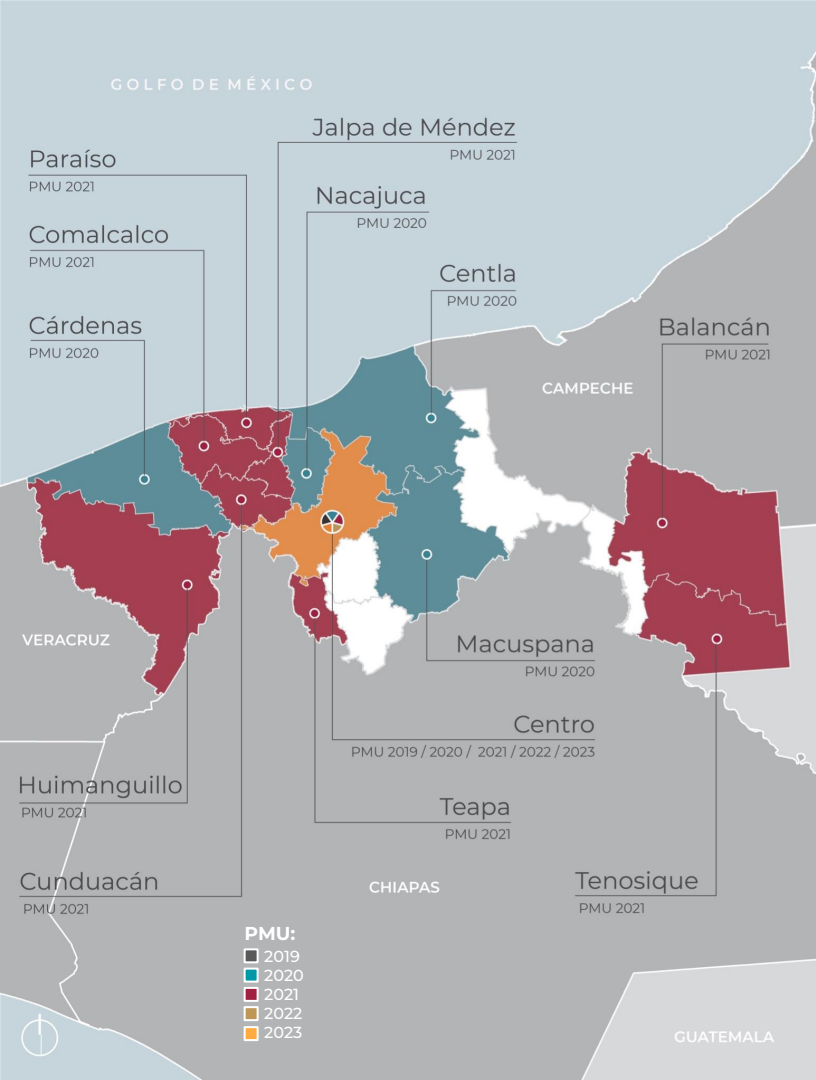 GOLFO DE MÉXICO
Jalpa de Méndez
PMU 2021
Paraíso
PMU 2021
Nacajuca
PMU 2020
Comalcalco
PMU 2021
Centla
PMU 2020
Cárdenas
PMU 2020
Balancán
PMU 2021
CAMPECHE
VERACRUZ
Macuspana
PMU 2020
Centro
PMU 2019 / 2020 / 2021 / 2022 / 2023
Huimanguillo
PMU 2021
Teapa
PMU 2021
Cunduacán
PMU 2021
CHIAPAS
Tenosique
PMU 2021
PMU:
2019
2020
2021
2022
2023
GUATEMALA